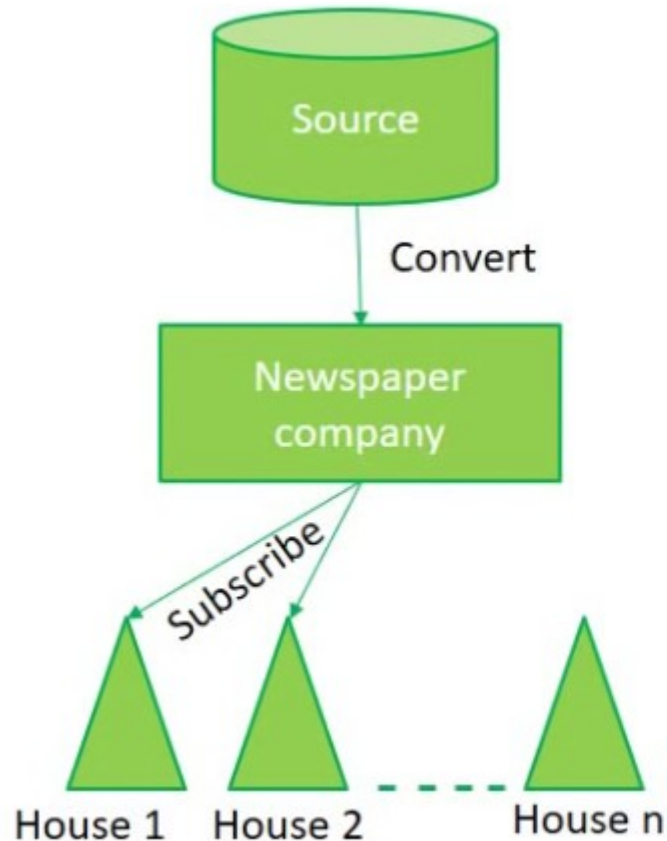 Source
Convert
Newspaper
company
Subscribe
House 1
House 2
House n